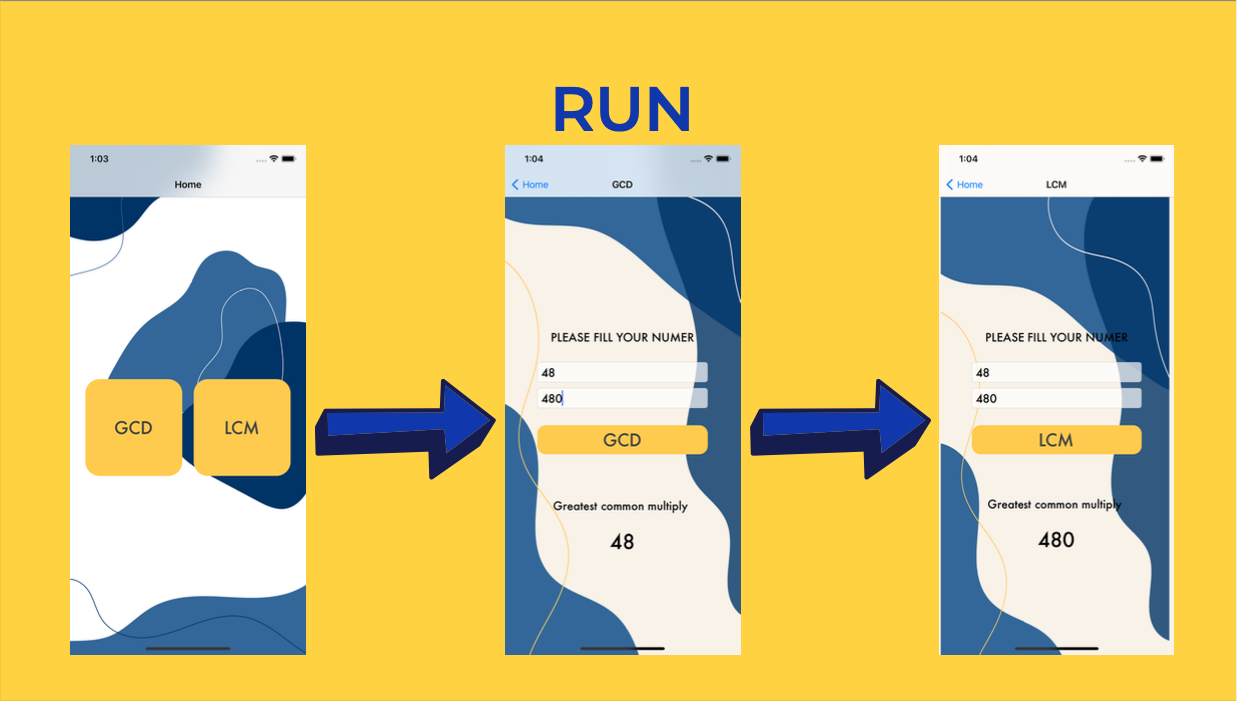 RUN
1:03
Home
GCD
LCM
1:04
Home
GCD
PLEASE FILL YOUR NUMER
48
480
GCD
Greatest common multiply
48
1:04
Home
LCM
PLEASE FILL YOUR NUMER
48
480
LCM
Greatest common multiply
480